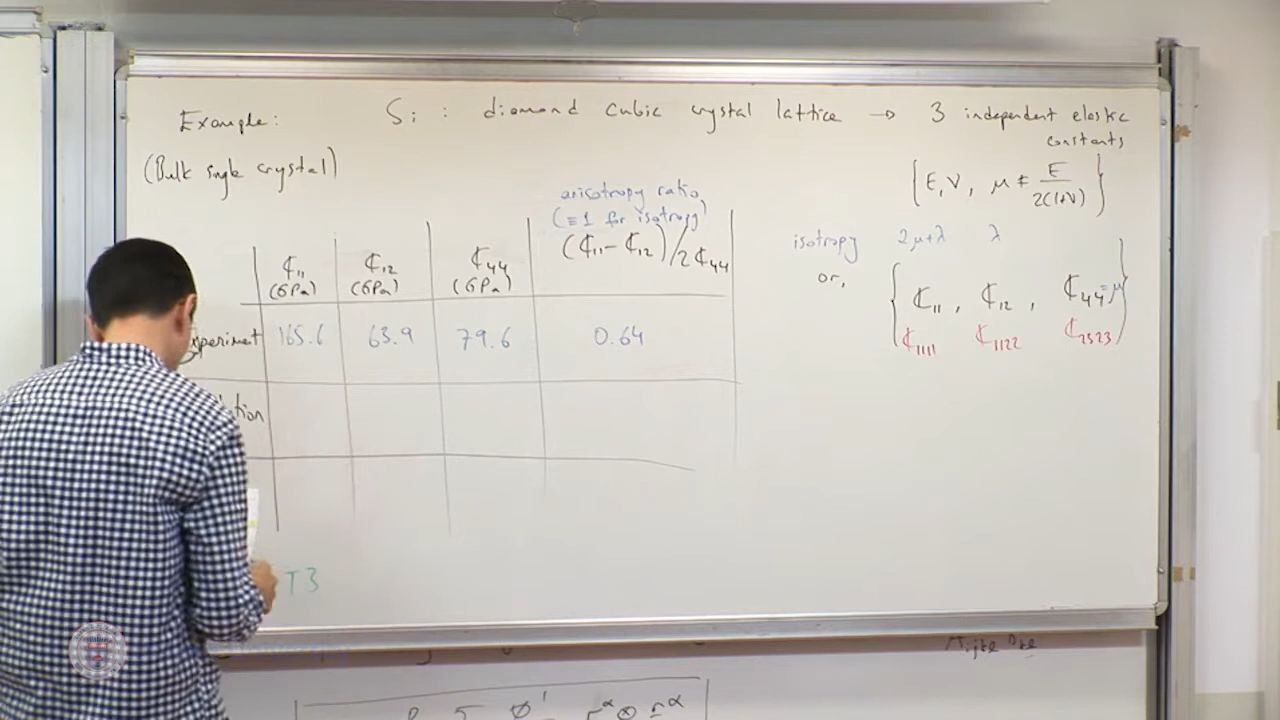 Example: Si : diamond cubic crystal lattice → 3 independent elastic
constants
(Bulk single crystal)
{E, ν, μ ≠ E/2(1+ν)}
anisotropy ratio
(≡1 for isotropy)
ℂ11 (GPa) ℂ12 (GPa) ℂ44 (GPa) (ℂ11 - ℂ12)/2ℂ44
isotropy 2μ+λ λ
or, {ℂ11, ℂ12, ℂ44=μ}
ℂ1111 ℂ1122 ℂ2323
xperiment 165.6 63.9 79.6 0.64
T3